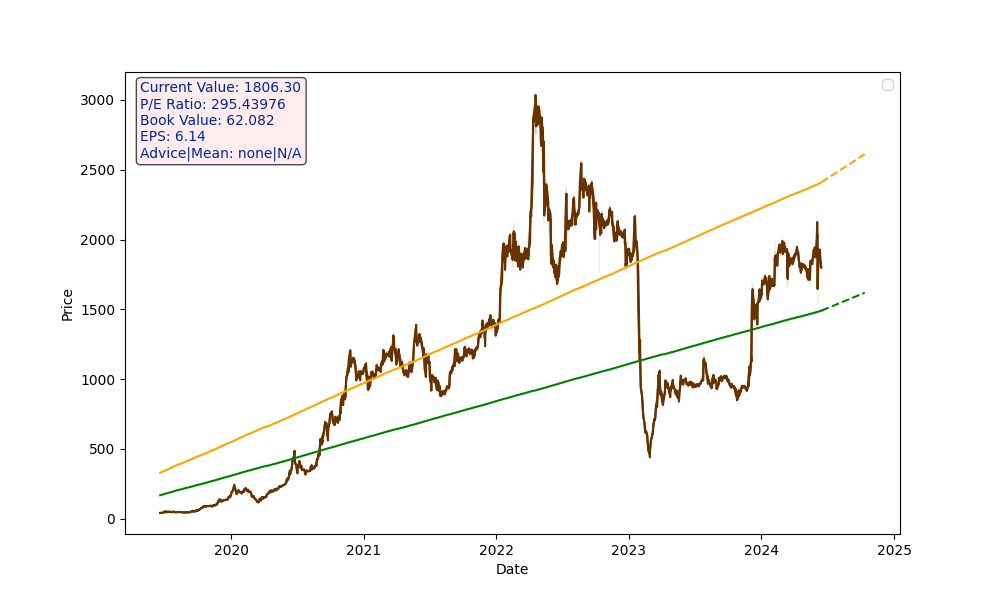 Current Value: 1806.30
P/E Ratio: 295.43976
Book Value: 62.082
EPS: 6.14
Advice|Mean: none|N/A
3000
2500
2000
1500
1000
500
0
Price
2020 2021 2022 2023 2024 2025
Date